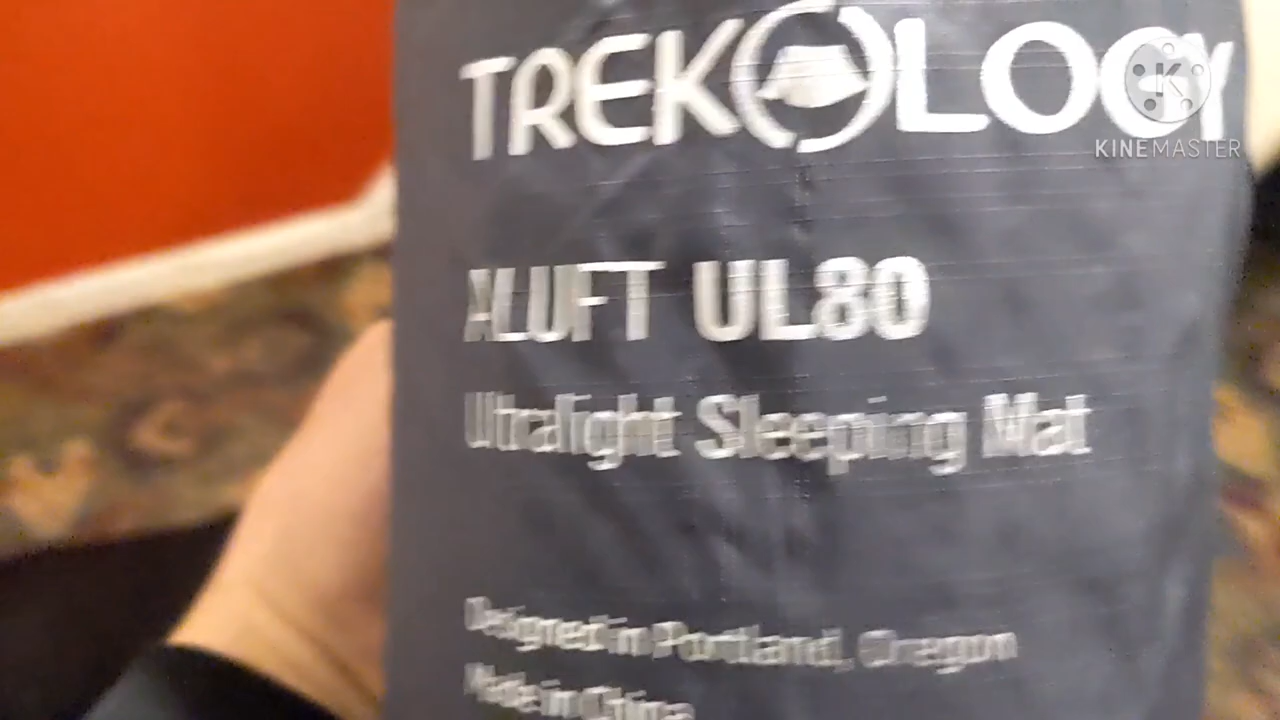 TREKOLOGY
KINEMASTER
ALUFT UL80
Ultralight Sleeping Mat
Designed in Portland, Oregon
Made in China